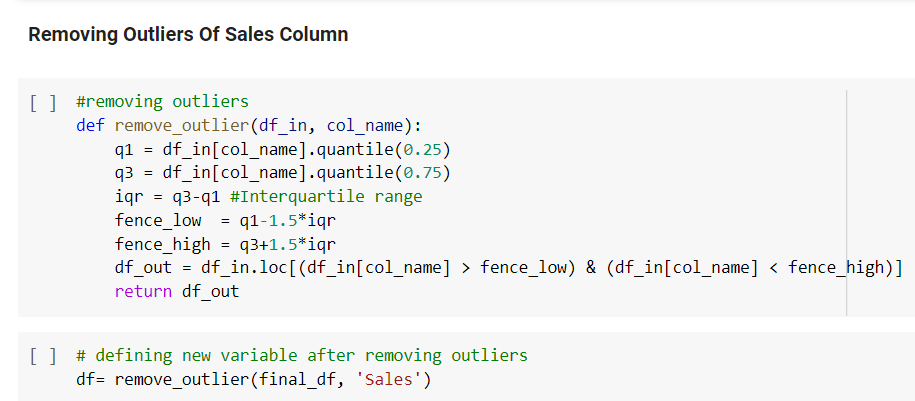 Removing Outliers Of Sales Column
[ ] #removing outliers
def remove_outlier(df_in, col_name):
    q1 = df_in[col_name].quantile(0.25)
    q3 = df_in[col_name].quantile(0.75)
    iqr = q3-q1 #Interquartile range
    fence_low  = q1-1.5*iqr
    fence_high = q3+1.5*iqr
    df_out = df_in.loc[(df_in[col_name] > fence_low) & (df_in[col_name] < fence_high)]
    return df_out
[ ] # defining new variable after removing outliers
df= remove_outlier(final_df, 'Sales')